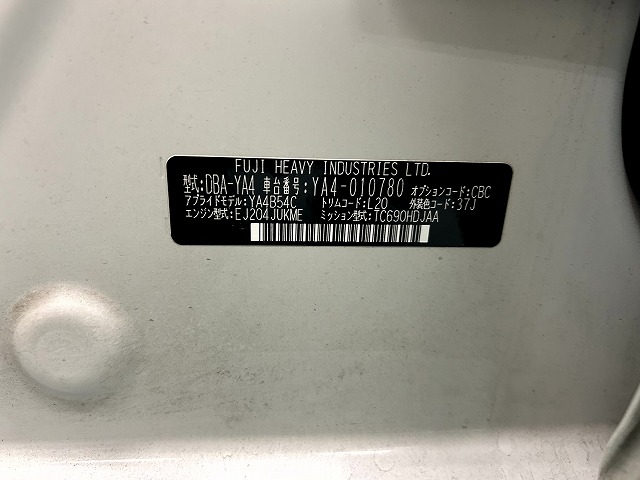 FUJI HEAVY INDUSTRIES LTD.
型式:DBA-YA4 車台番号:YA4-010780 オプションコード:CBC
アプライドモデル:YA4B54C トリムコード:L20 外装色コード:37J
エンジン型式:EJ204JUKME ミッション型式:TC690HDJAA